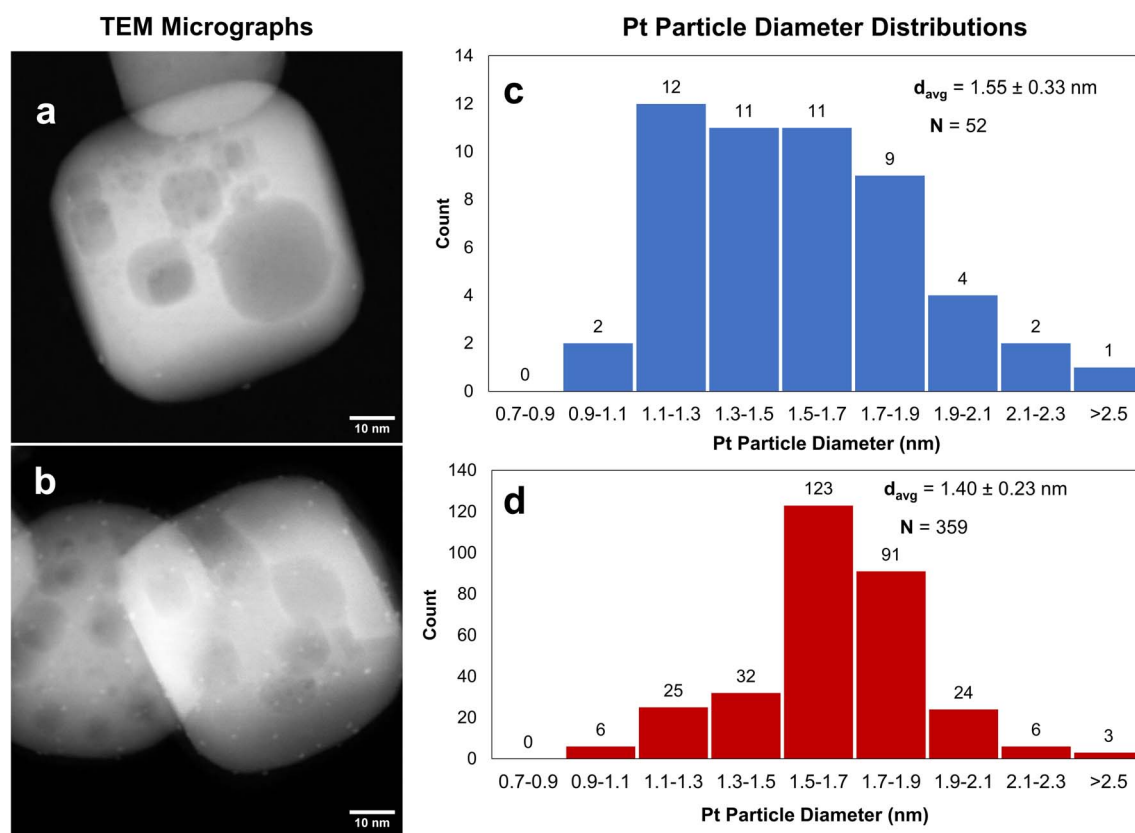 TEM Micrographs
a
10 nm
b
10 nm
Pt Particle Diameter Distributions
c
d_avg = 1.55 ± 0.33 nm
N = 52
Count
14
12
10
8
6
4
2
0
0
2
12
11
11
9
4
2
1
0.7-0.9 0.9-1.1 1.1-1.3 1.3-1.5 1.5-1.7 1.7-1.9 1.9-2.1 2.1-2.3 >2.5
Pt Particle Diameter (nm)
d
d_avg = 1.40 ± 0.23 nm
N = 359
Count
140
120
100
80
60
40
20
0
0
6
25
32
123
91
24
6
3
0.7-0.9 0.9-1.1 1.1-1.3 1.3-1.5 1.5-1.7 1.7-1.9 1.9-2.1 2.1-2.3 >2.5
Pt Particle Diameter (nm)